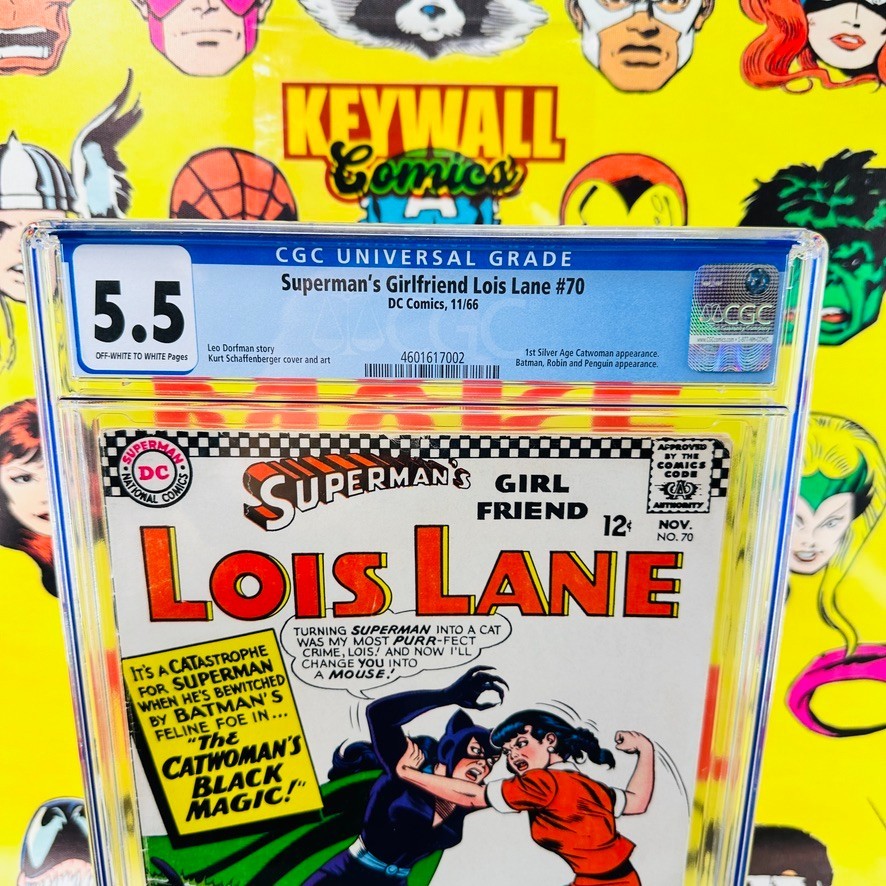 KEYWALL
Comics
CGC UNIVERSAL GRADE
5.5
OFF-WHITE TO WHITE Pages
Superman's Girlfriend Lois Lane #70
DC Comics, 11/66
Leo Dorfman story
Kurt Schaffenberger cover and art
4601617002
1st Silver Age Catwoman appearance.
Batman, Robin and Penguin appearance.
CGC
SUPERMAN
DC
NATIONAL COMICS
SUPERMAN'S
GIRL
FRIEND
12¢
APPROVED
BY THE
COMICS
CODE
AUTHORITY
NOV.
NO. 70
LOIS LANE
TURNING SUPERMAN INTO A CAT
WAS MY MOST PURR-FECT
CRIME, LOIS! AND NOW I'LL
CHANGE YOU INTO
A MOUSE!
IT'S A CATASTROPHE
FOR SUPERMAN
WHEN HE'S BEWITCHED
BY BATMAN'S
FELINE FOE IN...
"The
CATWOMAN'S
BLACK
MAGIC!"